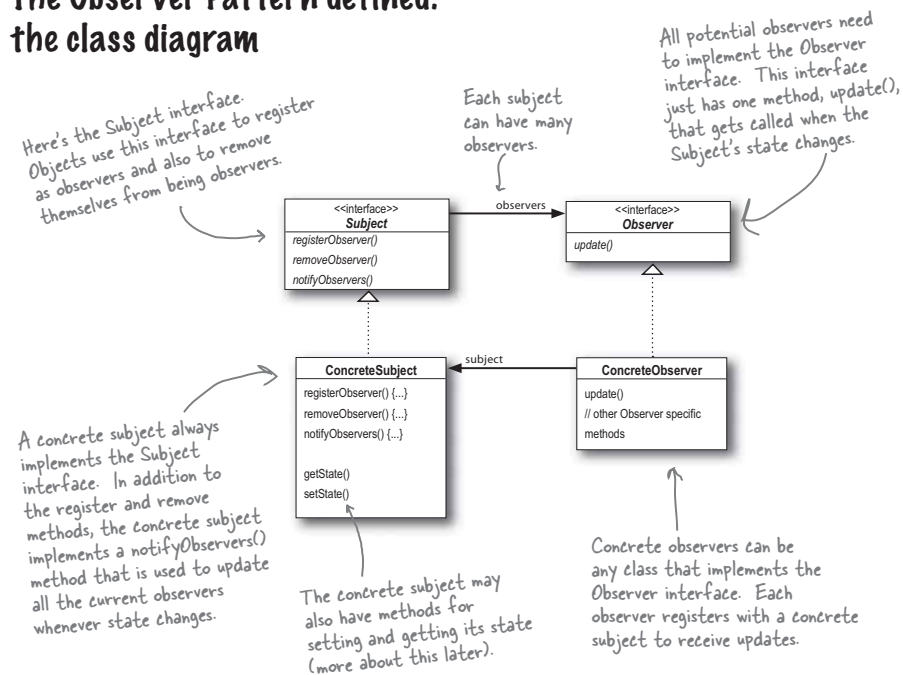 The Observer Pattern defined:
the class diagram
Here's the Subject interface.
Objects use this interface to register
as observers and also to remove
themselves from being observers.
Each subject
can have many
observers.
All potential observers need
to implement the Observer
interface. This interface
just has one method, update(),
that gets called when the
Subject's state changes.
<<interface>>
Subject
registerObserver()
removeObserver()
notifyObservers()
observers
<<interface>>
Observer
update()
ConcreteSubject
registerObserver() {...}
removeObserver() {...}
notifyObservers() {...}
getState()
setState()
subject
ConcreteObserver
update()
// other Observer specific
methods
A concrete subject always
implements the Subject
interface. In addition to
the register and remove
methods, the concrete subject
implements a notifyObservers()
method that is used to update
all the current observers
whenever state changes.
The concrete subject may
also have methods for
setting and getting its state
(more about this later).
Concrete observers can be
any class that implements the
Observer interface. Each
observer registers with a concrete
subject to receive updates.